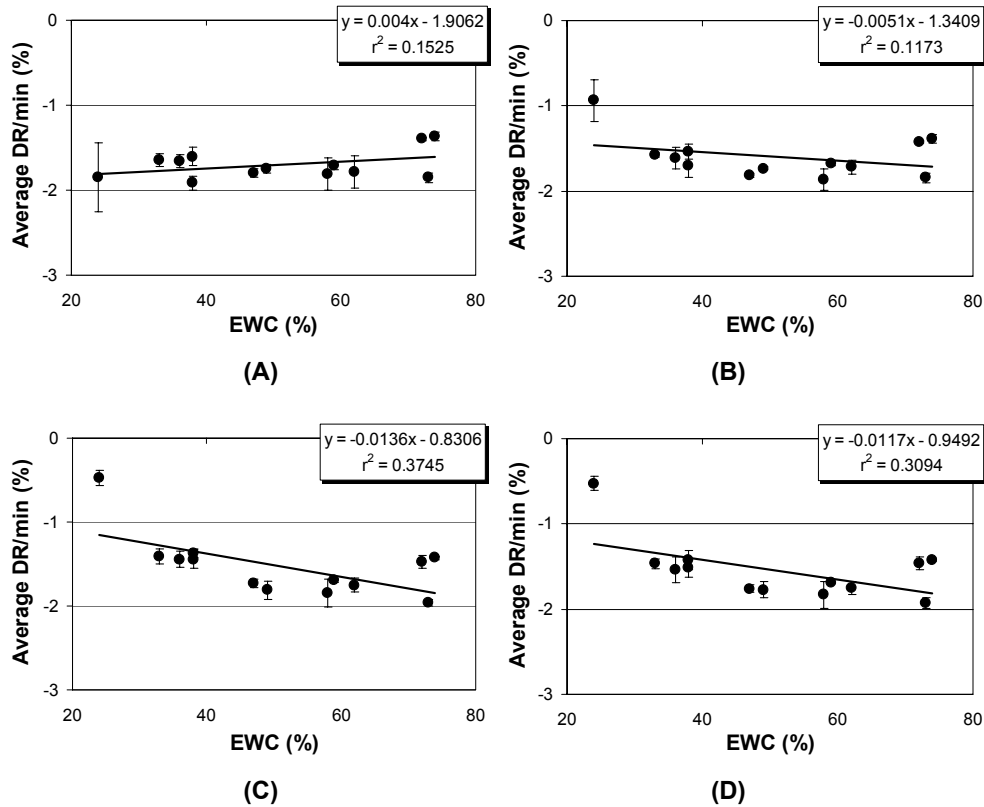 y = 0.004x - 1.9062
r² = 0.1525
0
-1
-2
-3
Average DR/min (%)
20 40 60 80
EWC (%)
(A)
y = -0.0051x - 1.3409
r² = 0.1173
0
-1
-2
-3
Average DR/min (%)
20 40 60 80
EWC (%)
(B)
y = -0.0136x - 0.8306
r² = 0.3745
0
-1
-2
-3
Average DR/min (%)
20 40 60 80
EWC (%)
(C)
y = -0.0117x - 0.9492
r² = 0.3094
0
-1
-2
-3
Average DR/min (%)
20 40 60 80
EWC (%)
(D)